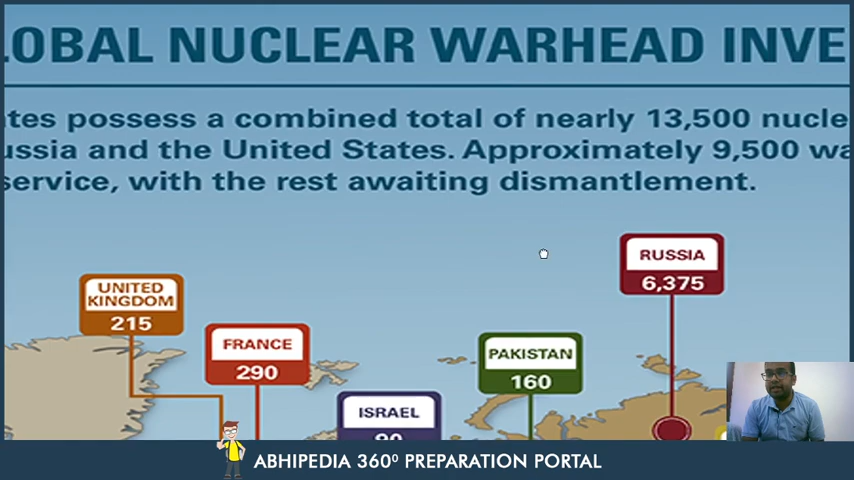 GLOBAL NUCLEAR WARHEAD INVE
tes possess a combined total of nearly 13,500 nucle
ussia and the United States. Approximately 9,500 wa
service, with the rest awaiting dismantlement.
RUSSIA
6,375
UNITED
KINGDOM
215
FRANCE
290
PAKISTAN
160
ISRAEL
90
ABHIPEDIA 360⁰ PREPARATION PORTAL